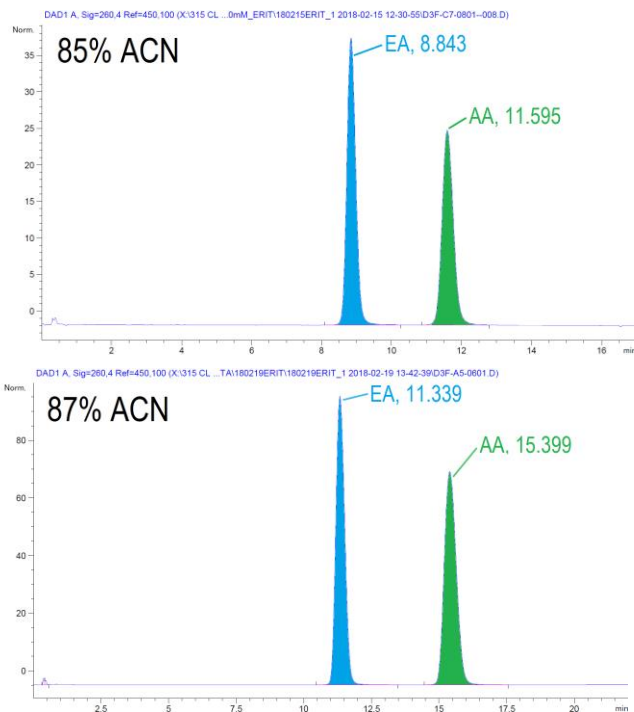 DAD1 A, Sig=260,4 Ref=450,100 (X:\315 CL ...0mM_ERIT\180215ERIT_1 2018-02-15 12-30-55\D3F-C7-0801--008.D)
Norm.
85% ACN
EA, 8.843
AA, 11.595
35
30
25
20
15
10
5
0
2 4 6 8 10 12 14 16 min
DAD1 A, Sig=260,4 Ref=450,100 (X:\315 CL ...TA\180219ERIT\180219ERIT_1 2018-02-19 13-42-39\D3F-A5-0601.D)
Norm.
87% ACN
EA, 11.339
AA, 15.399
80
60
40
20
0
2.5 5 7.5 10 12.5 15 17.5 20 min